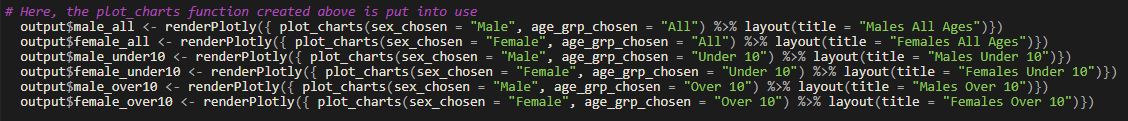 # Here, the plot_charts function created above is put into use
output$male_all <- renderPlotly({ plot_charts(sex_chosen = "Male", age_grp_chosen = "All") %>% layout(title = "Males All Ages")})
output$female_all <- renderPlotly({ plot_charts(sex_chosen = "Female", age_grp_chosen = "All") %>% layout(title = "Females All Ages")})
output$male_under10 <- renderPlotly({ plot_charts(sex_chosen = "Male", age_grp_chosen = "Under 10") %>% layout(title = "Males Under 10")})
output$female_under10 <- renderPlotly({ plot_charts(sex_chosen = "Female", age_grp_chosen = "Under 10") %>% layout(title = "Females Under 10")})
output$male_over10 <- renderPlotly({ plot_charts(sex_chosen = "Male", age_grp_chosen = "Over 10") %>% layout(title = "Males Over 10")})
output$female_over10 <- renderPlotly({ plot_charts(sex_chosen = "Female", age_grp_chosen = "Over 10") %>% layout(title = "Females Over 10")})